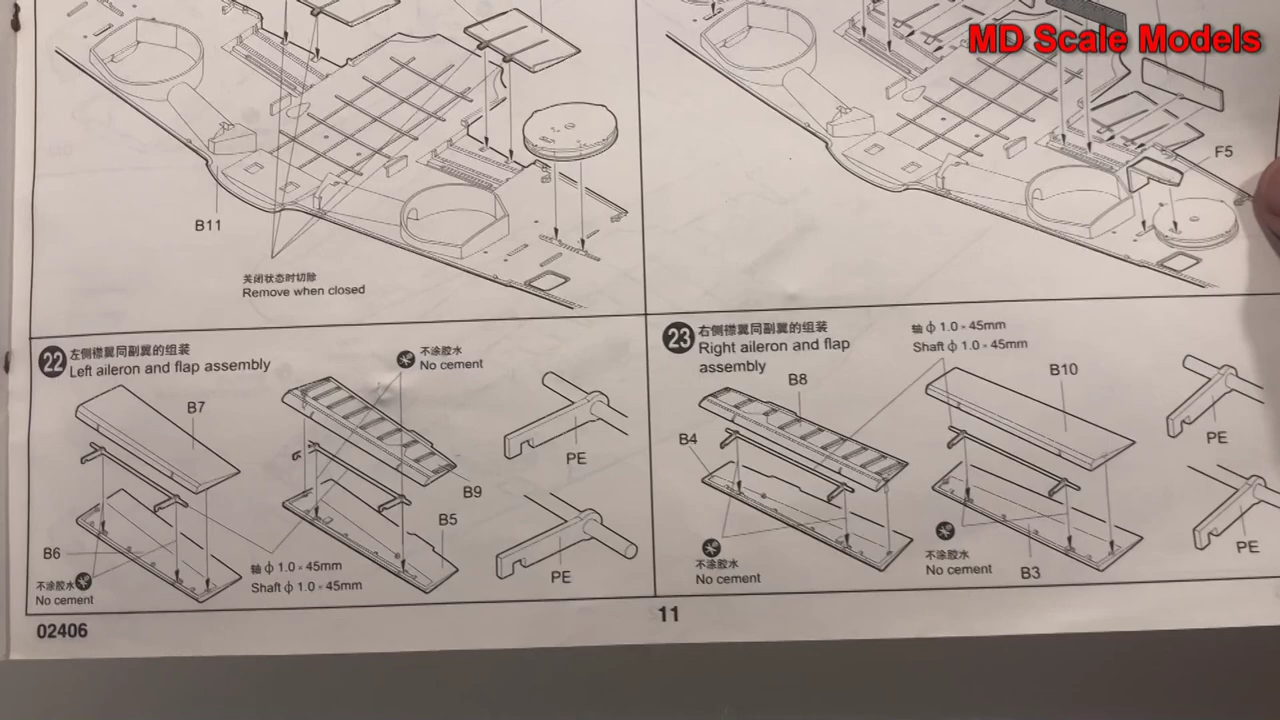 MD Scale Models
F5
B11
关闭状态时切除
Remove when closed
22
左侧襟翼同副翼的组装
Left aileron and flap assembly
不涂胶水
No cement
B7
PE
B9
B5
B6
不涂胶水
No cement
轴 ф 1.0 × 45mm
Shaft ф 1.0 × 45mm
PE
23
右侧襟翼同副翼的组装
Right aileron and flap
assembly
轴 ф 1.0 × 45mm
Shaft ф 1.0 × 45mm
B8
B10
B4
PE
不涂胶水
No cement
不涂胶水
No cement
B3
PE
11
02406